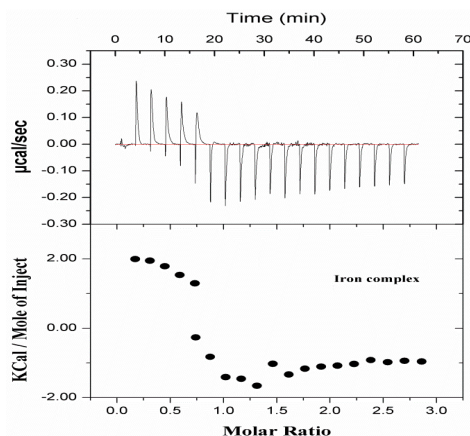 Time (min)
0 10 20 30 40 50 60 70
0.30
0.20
0.10
0.00
-0.10
-0.20
-0.30
µcal/sec
2.00
0.00
-2.00
KCal / Mole of Inject
Iron complex
0.0 0.5 1.0 1.5 2.0 2.5 3.0
Molar Ratio